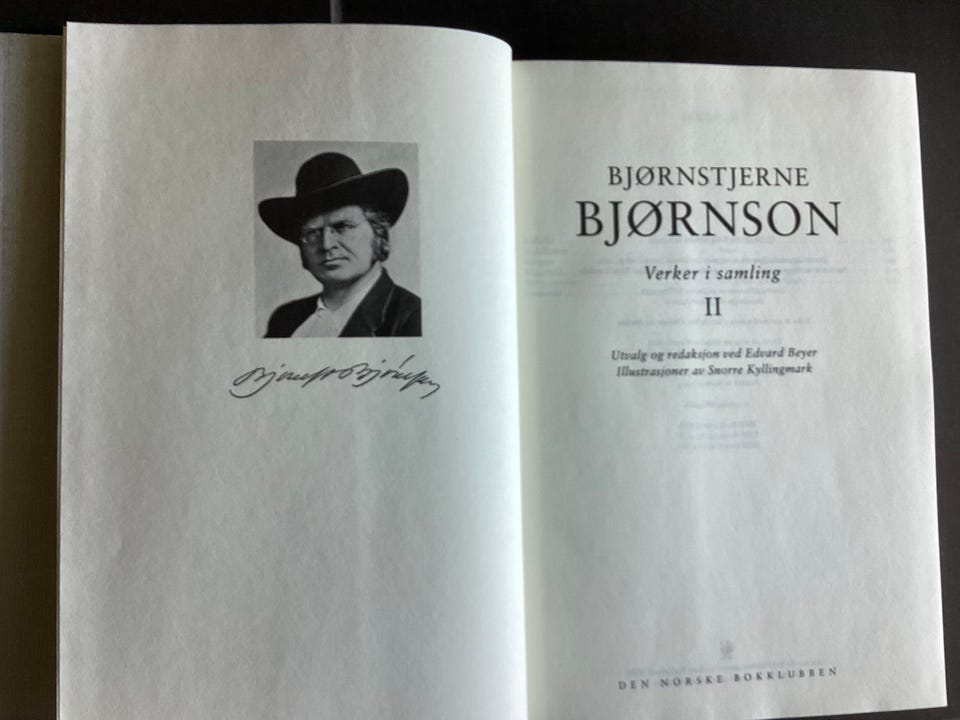 BJØRNSTJERNE
BJØRNSON
Verker i samling
II
Utvalg og redaksjon ved Edvard Beyer
Illustrasjoner av Snorre Kyllingmark
DEN NORSKE BOKKLUBBEN